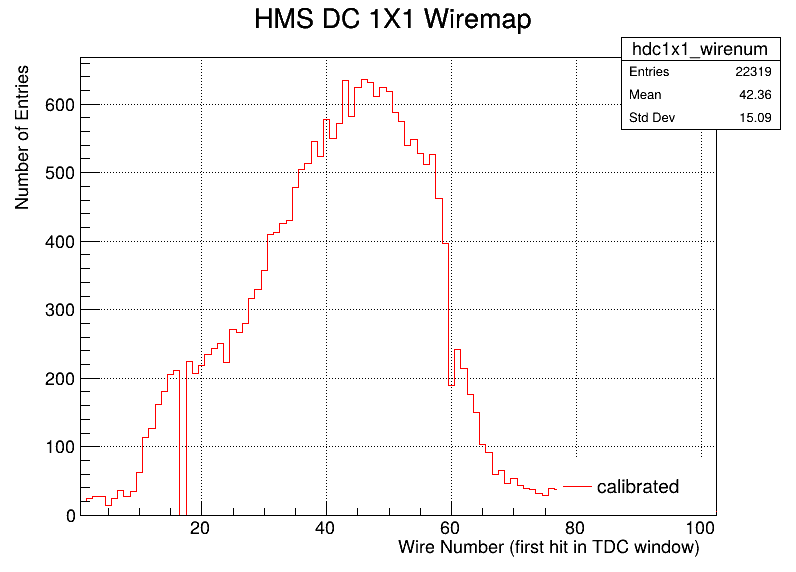 HMS DC 1X1 Wiremap
hdc1x1_wirenum
Entries 22319
Mean 42.36
Std Dev 15.09
Number of Entries
600
500
400
300
200
100
0
20 40 60 80 100
calibrated
Wire Number (first hit in TDC window)